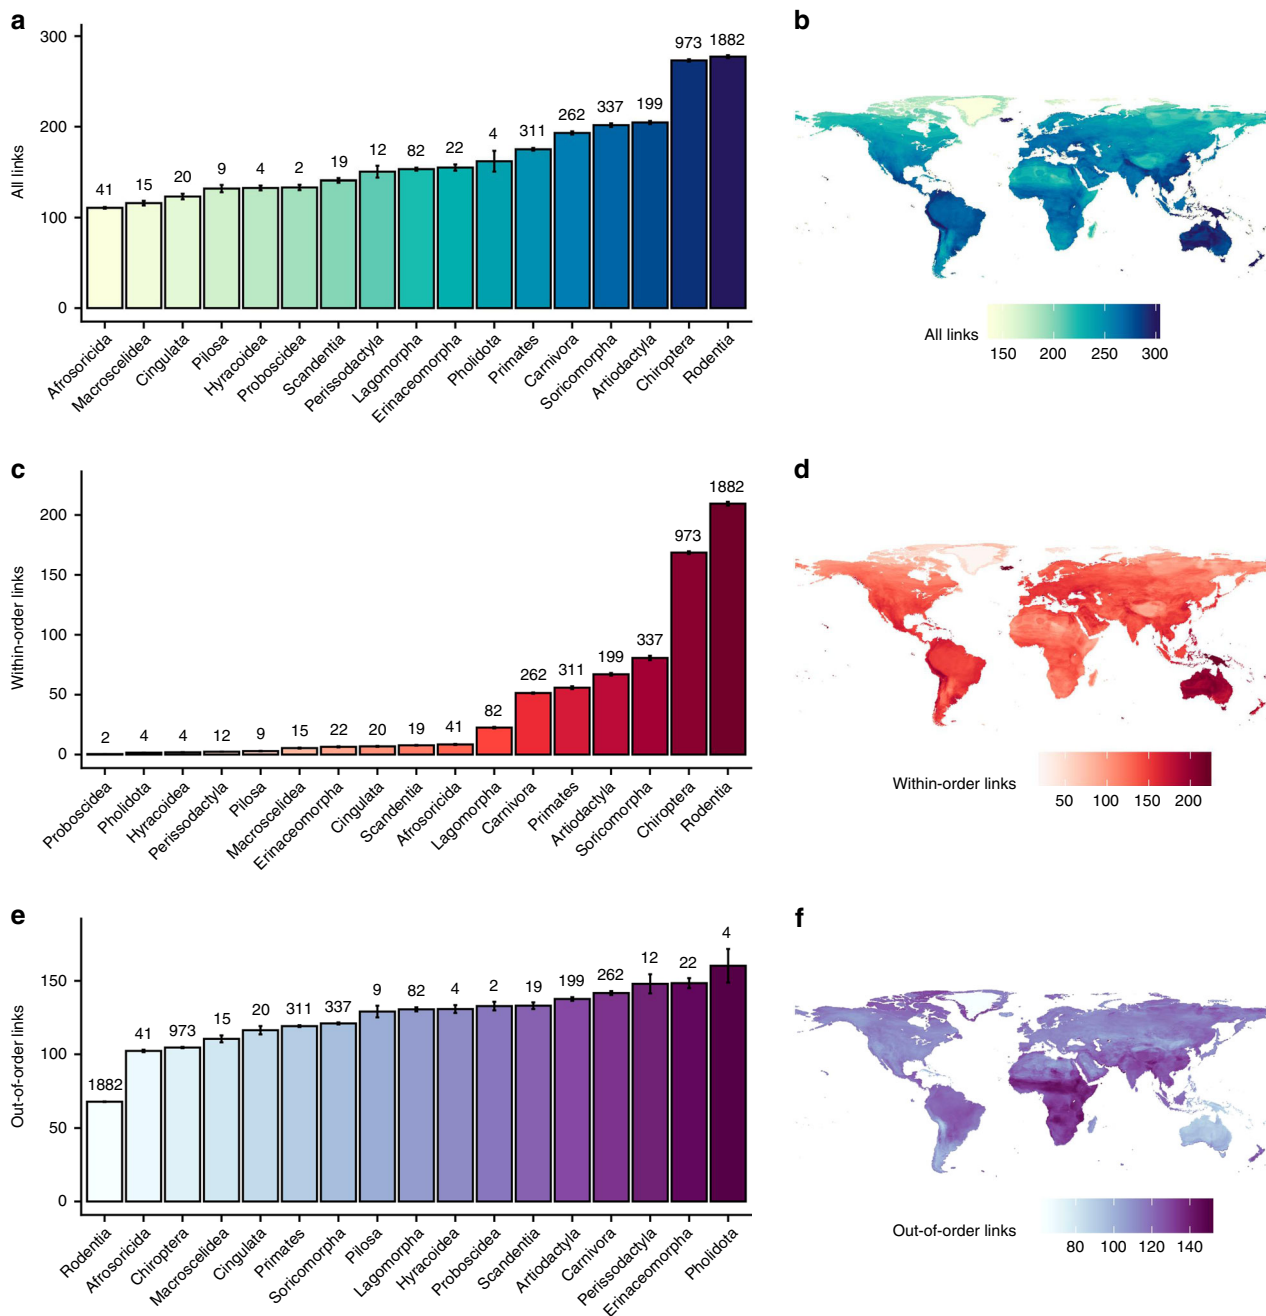 a
All links
300
200
100
0
41
15
20
9
4
2
19
12
82
22
4
311
262
337
199
973
1882
Afrosoricida
Macroscelidea
Cingulata
Pilosa
Hyracoidea
Proboscidea
Scandentia
Perissodactyla
Lagomorpha
Erinaceomorpha
Pholidota
Primates
Carnivora
Soricomorpha
Artiodactyla
Chiroptera
Rodentia
b
All links
150 200 250 300
c
Within-order links
200
150
100
50
0
2
4
4
12
9
15
22
20
19
41
82
262
311
199
337
973
1882
Proboscidea
Pholidota
Hyracoidea
Perissodactyla
Pilosa
Macroscelidea
Erinaceomorpha
Cingulata
Scandentia
Afrosoricida
Lagomorpha
Carnivora
Primates
Artiodactyla
Soricomorpha
Chiroptera
Rodentia
d
Within-order links
50 100 150 200
e
Out-of-order links
150
100
50
0
1882
41
973
15
20
311
337
9
82
4
2
19
199
262
12
22
4
Rodentia
Afrosoricida
Chiroptera
Macroscelidea
Cingulata
Primates
Soricomorpha
Pilosa
Lagomorpha
Hyracoidea
Proboscidea
Scandentia
Artiodactyla
Carnivora
Perissodactyla
Erinaceomorpha
Pholidota
f
Out-of-order links
80 100 120 140